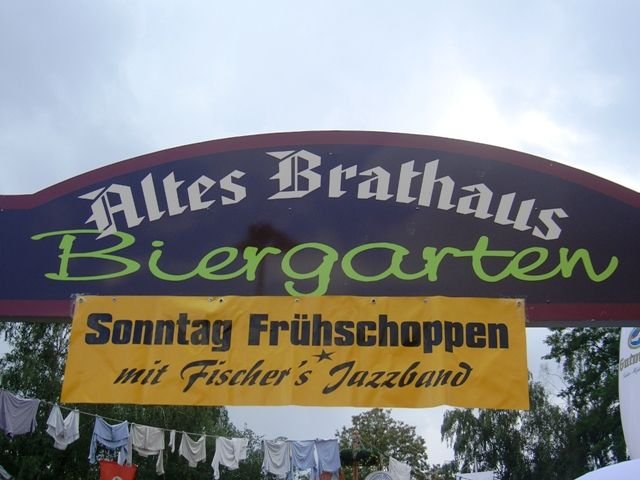 Altes Brathaus
Biergarten
Sonntag Frühschoppen
mit Fischer's Jazzband